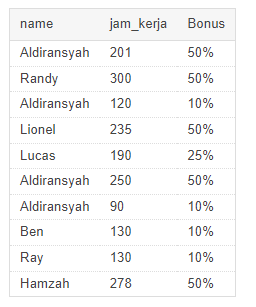 name jam_kerja Bonus
Aldiransyah 201 50%
Randy 300 50%
Aldiransyah 120 10%
Lionel 235 50%
Lucas 190 25%
Aldiransyah 250 50%
Aldiransyah 90 10%
Ben 130 10%
Ray 130 10%
Hamzah 278 50%